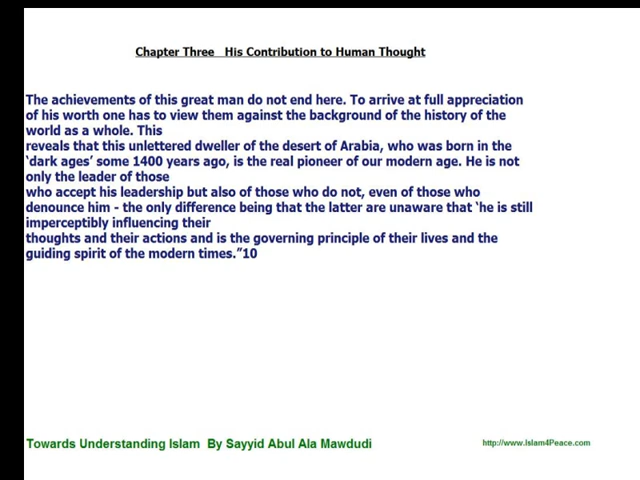 Chapter Three   His Contribution to Human Thought
The achievements of this great man do not end here. To arrive at full appreciation
of his worth one has to view them against the background of the history of the
world as a whole. This
reveals that this unlettered dweller of the desert of Arabia, who was born in the
‘dark ages’ some 1400 years ago, is the real pioneer of our modern age. He is not
only the leader of those
who accept his leadership but also of those who do not, even of those who
denounce him - the only difference being that the latter are unaware that ‘he is still
imperceptibly influencing their
thoughts and their actions and is the governing principle of their lives and the
guiding spirit of the modern times.”10
Towards Understanding Islam  By Sayyid Abul Ala Mawdudi
http://www.Islam4Peace.com